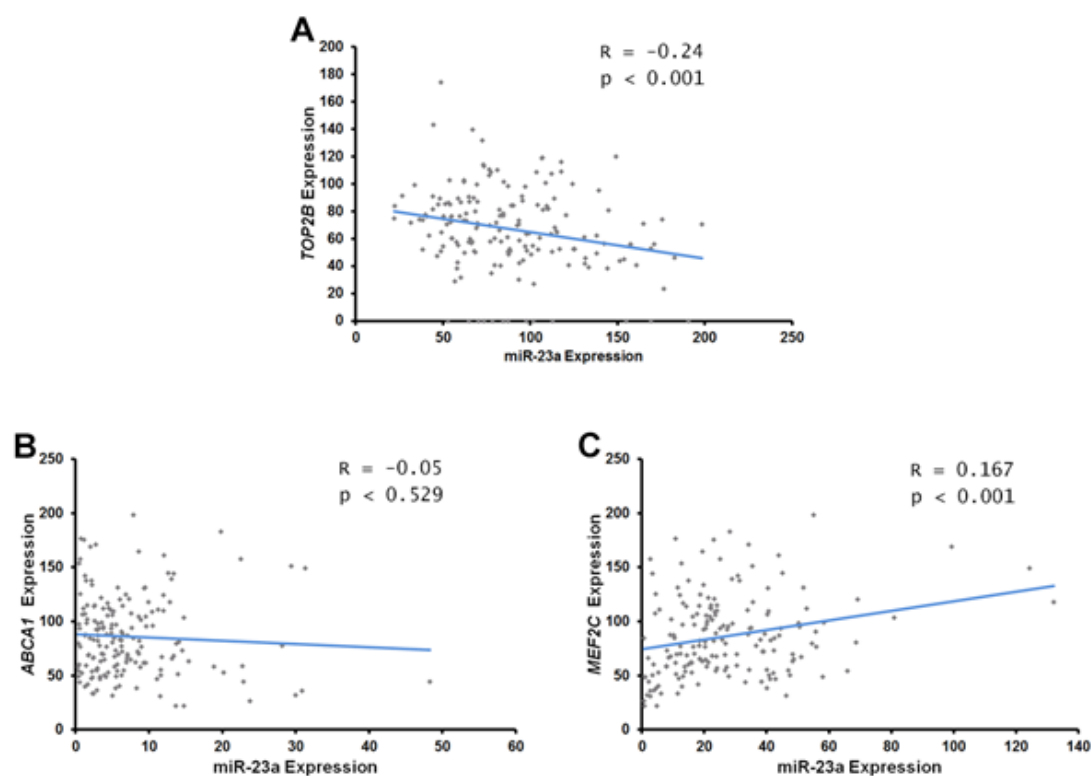 A
R = -0.24
p < 0.001
TOP2B Expression
200
180
160
140
120
100
80
60
40
20
0
0 50 100 150 200 250
miR-23a Expression
B
R = -0.05
p < 0.529
ABCA1 Expression
250
200
150
100
50
0
0 10 20 30 40 50 60
miR-23a Expression
C
R = 0.167
p < 0.001
MEF2C Expression
250
200
150
100
50
0
0 20 40 60 80 100 120 140
miR-23a Expression